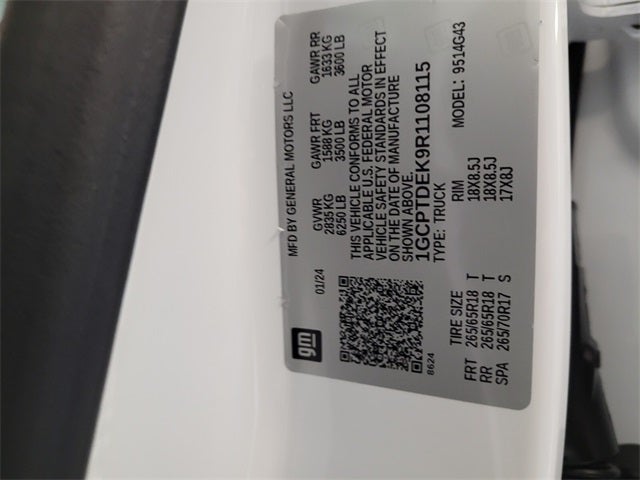 gm
MFD BY GENERAL MOTORS LLC
01/24
GVWR GAWR FRT GAWR RR
2835 KG 1588 KG 1633 KG
6250 LB 3500 LB 3600 LB
THIS VEHICLE CONFORMS TO ALL
APPLICABLE U.S. FEDERAL MOTOR
VEHICLE SAFETY STANDARDS IN EFFECT
ON THE DATE OF MANUFACTURE
SHOWN ABOVE.
1GCPTDEK9R1108115
8624
TYPE: TRUCK MODEL: 9514G43
TIRE SIZE RIM
FRT 265/65R18 T 18X8.5J
RR 265/65R18 T 18X8.5J
SPA 265/70R17 S 17X8J